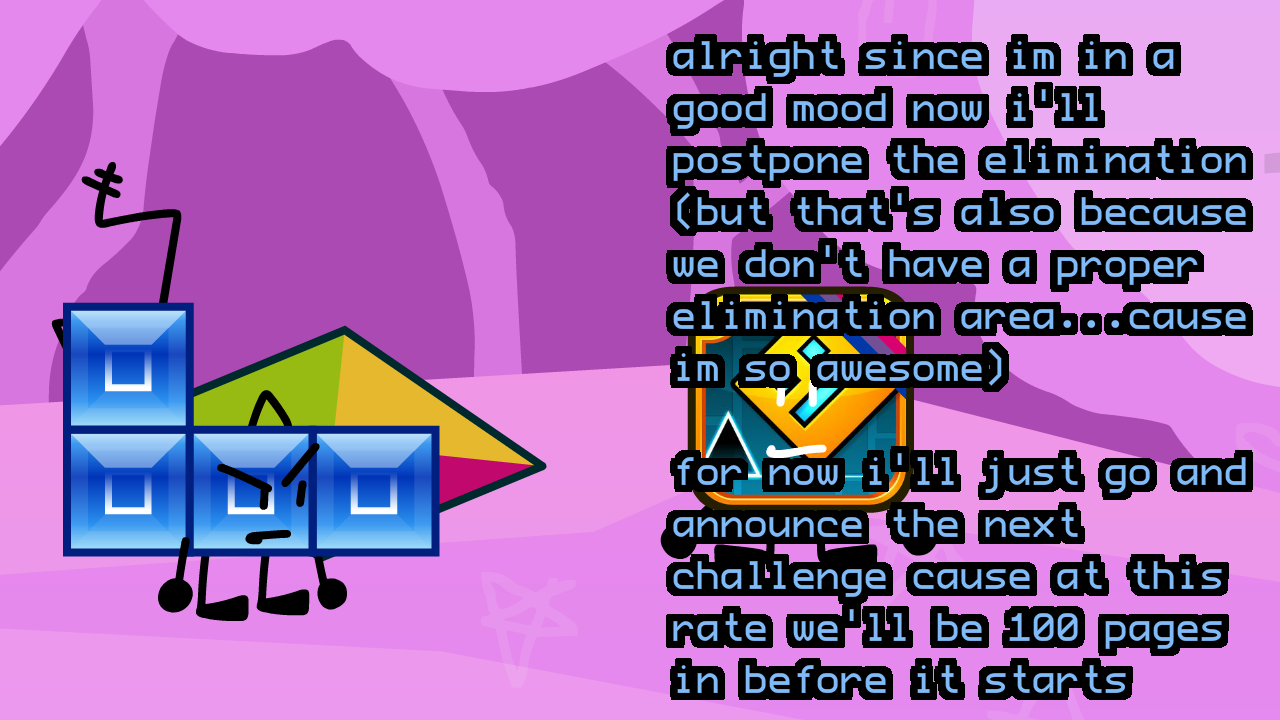 alright since im in a
good mood now i'll
postpone the elimination
(but that's also because
we don't have a proper
elimination area...cause
im so awesome)
for now i'll just go and
announce the next
challenge cause at this
rate we'll be 100 pages
in before it starts